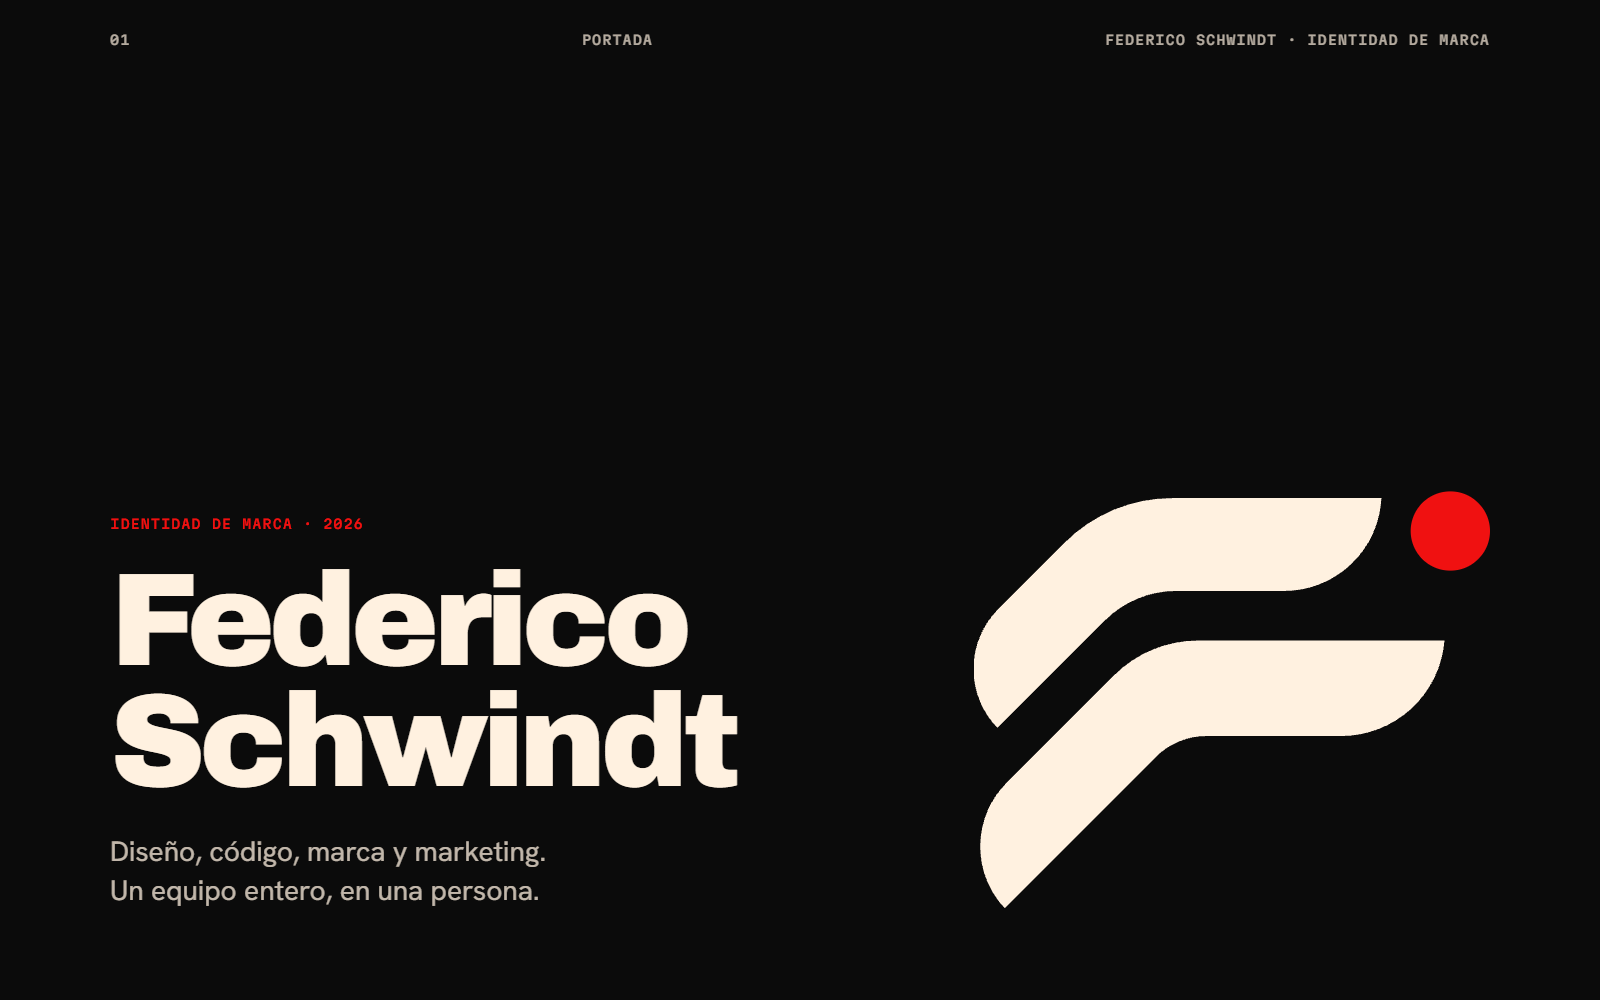 01
PORTADA
FEDERICO SCHWINDT · IDENTIDAD DE MARCA
IDENTIDAD DE MARCA · 2026
Federico
Schwindt
Diseño, código, marca y marketing.
Un equipo entero, en una persona.